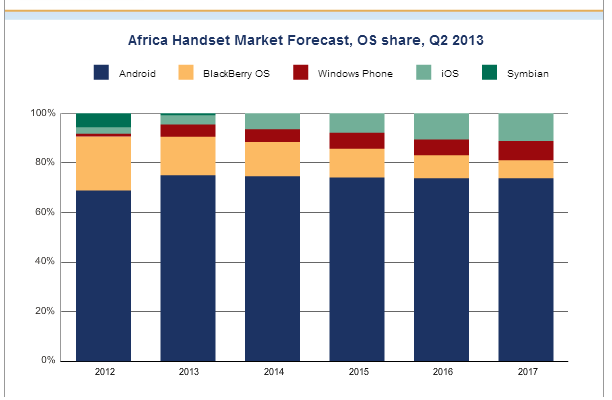 Africa Handset Market Forecast, OS share, Q2 2013
Android BlackBerry OS Windows Phone iOS Symbian
100%
80%
60%
40%
20%
0%
2012 2013 2014 2015 2016 2017